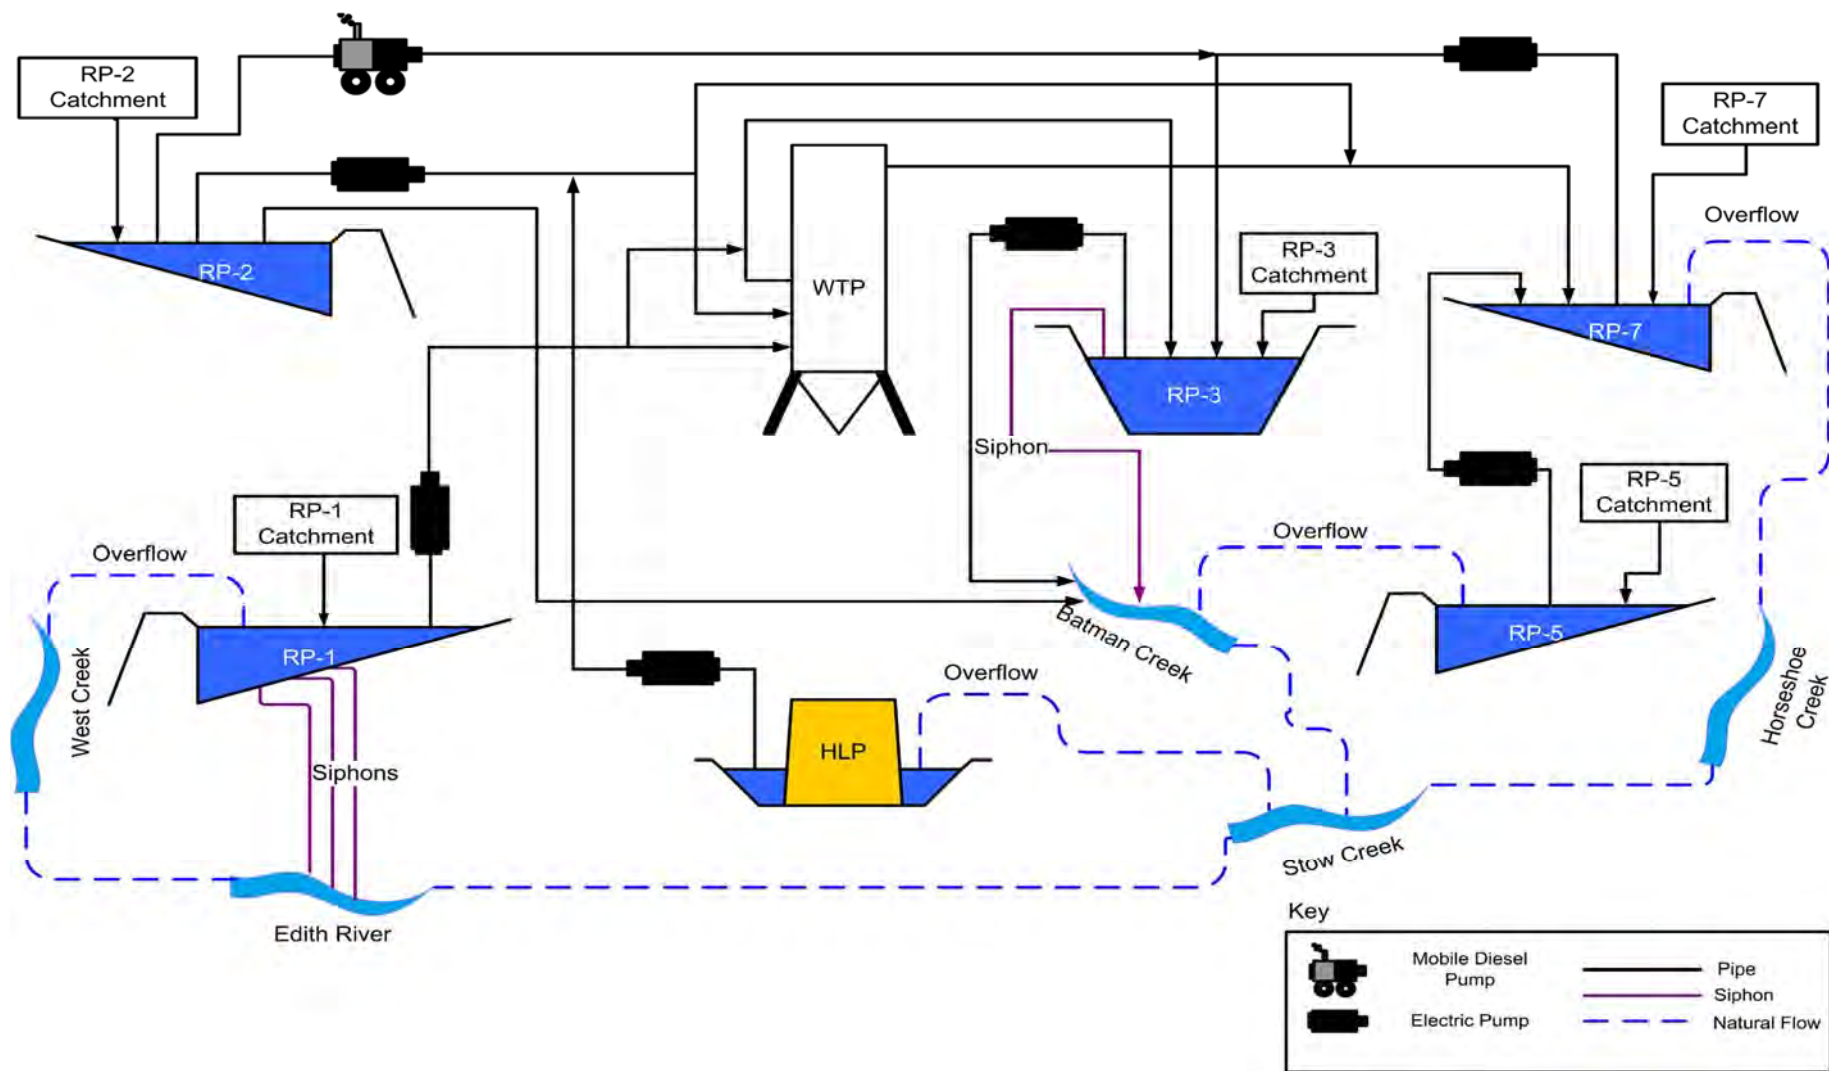 RP-2
Catchment
RP-7
Catchment
Overflow
RP-2
WTP
RP-3
Catchment
RP-7
RP-3
Siphon
RP-5
Catchment
RP-1
Catchment
Overflow
Overflow
Batman Creek
RP-5
RP-1
West Creek
Overflow
Horseshoe
Creek
HLP
Siphons
Stow Creek
Edith River
Key
Mobile Diesel
Pump
Pipe
Siphon
Electric Pump
Natural Flow